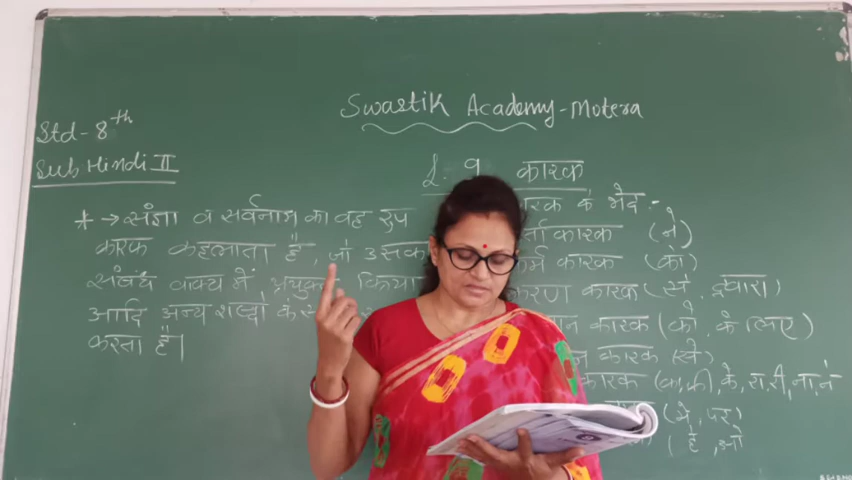 Swastik Academy-Motera
Std- 8th
Sub Hindi II
L. 9 कारक
* → संज्ञा व सर्वनाम का वह रुप
कारक कहलाता है, जो उसका
संबंध वाक्य में, प्रयुक्त किया
आदि अन्य शब्दो के
करता है।
कारक के भेद :-
कारक (ने)
कर्म कारक (को)
करण कारक (से, द्वारा)
कारक (को, के लिए)
कारक (से)
कारक (का, की, के, रा, री, ना, ने
(मे, पर)
( हे, ओ